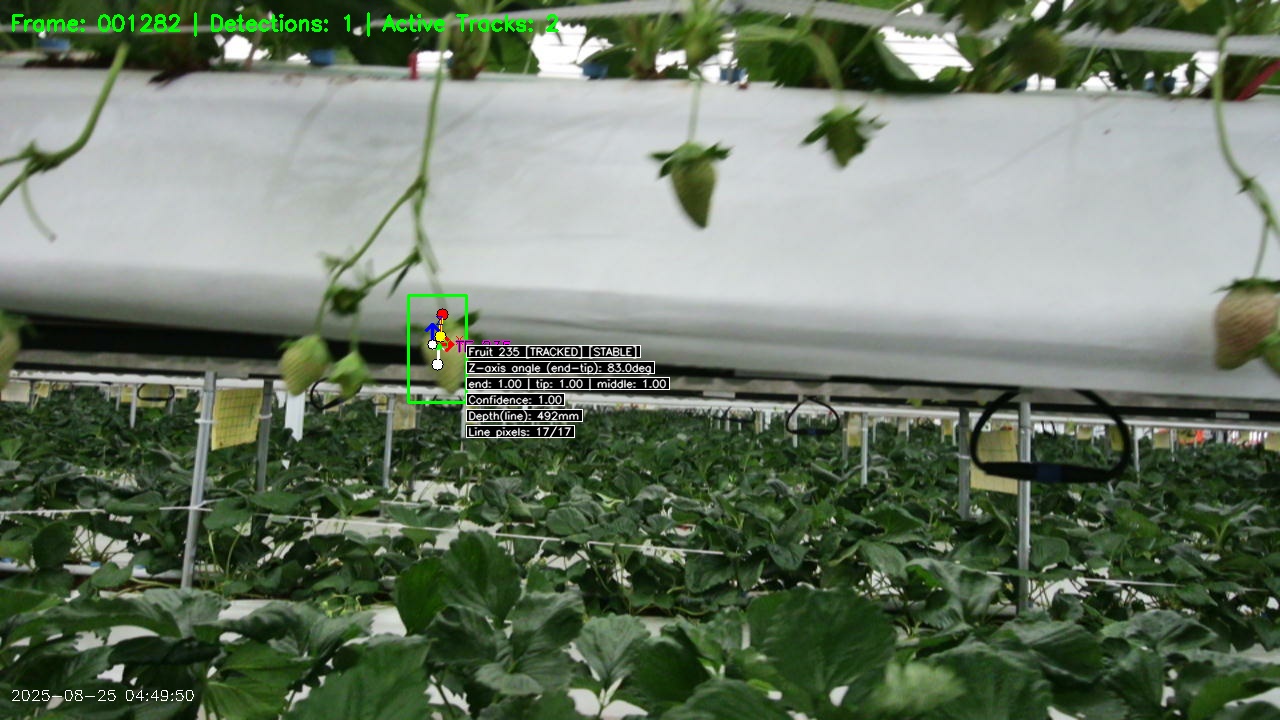 Frame: 001282 | Detections: 1 | Active Tracks: 2
Fruit 235 [TRACKED] [STABLE]
Z-axis angle (end-tip): 83.0deg
end: 1.00 | tip: 1.00 | middle: 1.00
Confidence: 1.00
Depth(line): 492mm
Line pixels: 17/17
2025-08-25 04:49:50